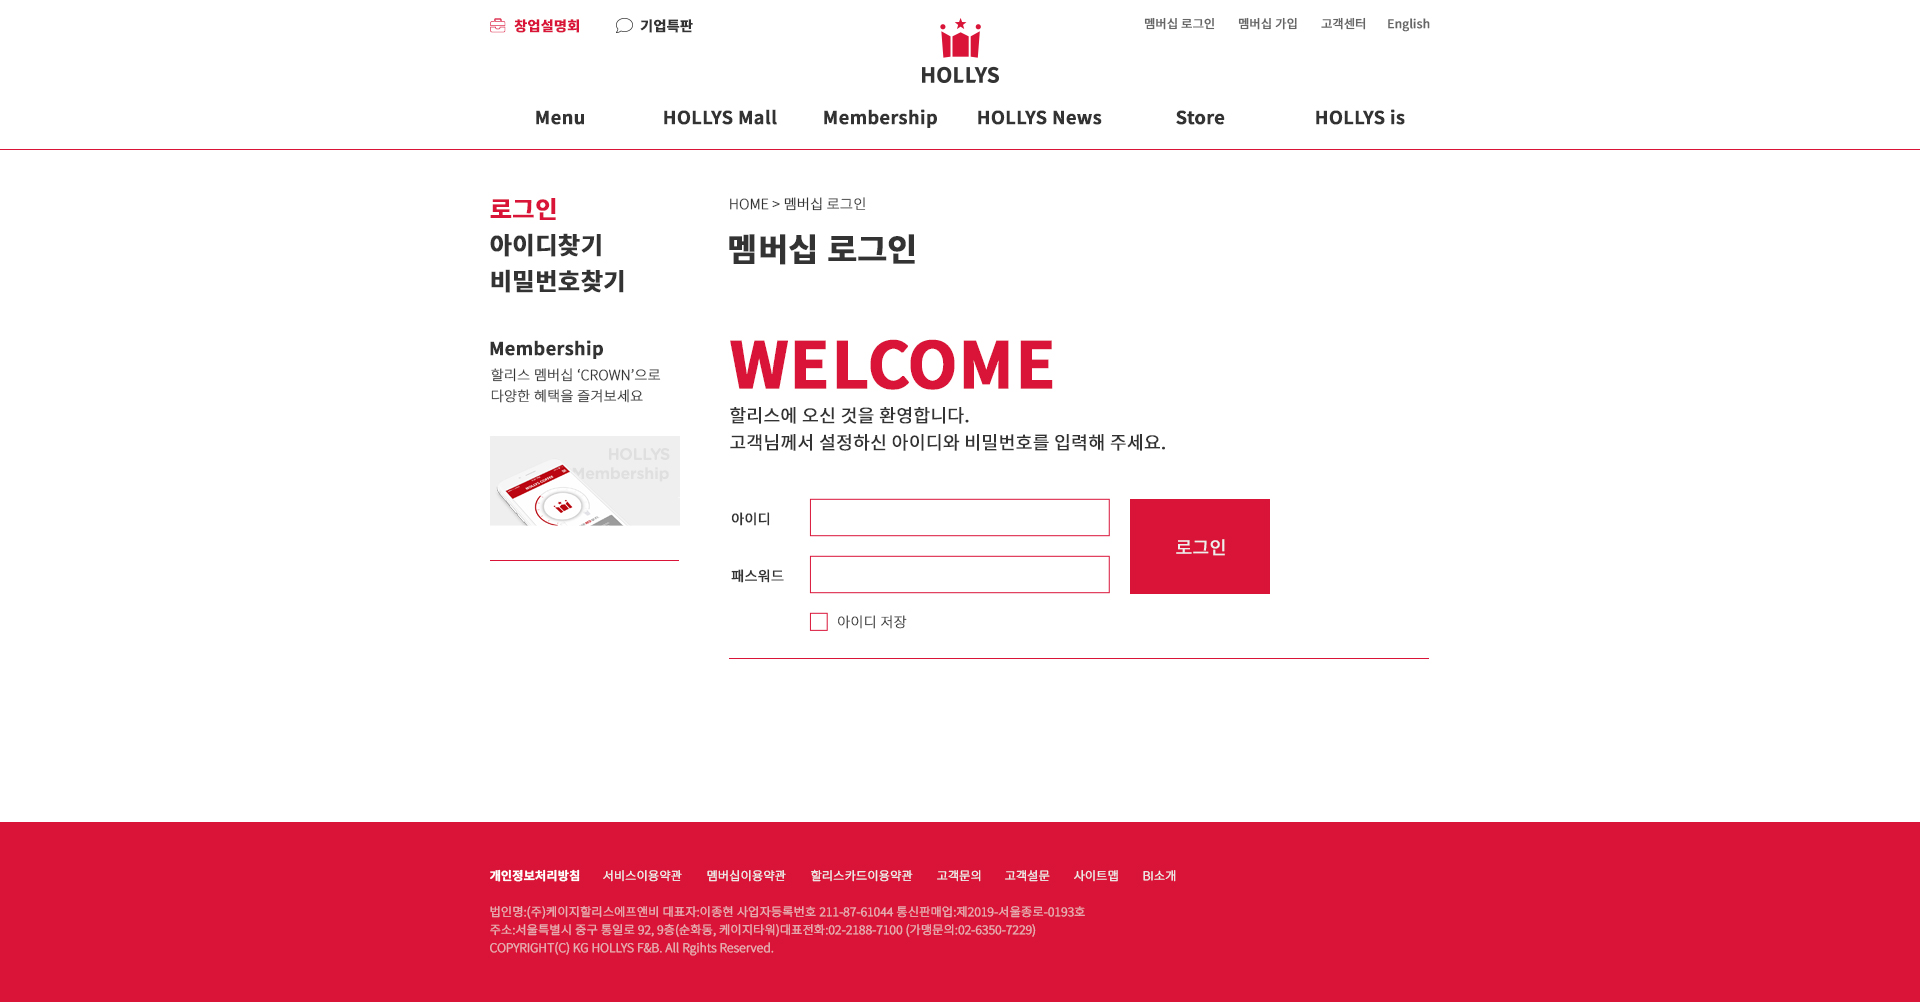 창업설명회 기업특판
멤버십 로그인 멤버십 가입 고객센터 English
HOLLYS
Menu HOLLYS Mall Membership HOLLYS News Store HOLLYS is
로그인
아이디찾기
비밀번호찾기
Membership
할리스 멤버십 ‘CROWN’으로
다양한 혜택을 즐겨보세요
HOLLYS
Membership
HOLLYS COFFEE
HOME > 멤버십 로그인
멤버십 로그인
WELCOME
할리스에 오신 것을 환영합니다.
고객님께서 설정하신 아이디와 비밀번호를 입력해 주세요.
아이디
패스워드
로그인
아이디 저장
개인정보처리방침 서비스이용약관 멤버십이용약관 할리스카드이용약관 고객문의 고객설문 사이트맵 BI소개
법인명:(주)케이지할리스에프앤비 대표자:이종현 사업자등록번호 211-87-61044 통신판매업:제2019-서울종로-0193호
주소:서울특별시 중구 통일로 92, 9층(순화동, 케이지타워)대표전화:02-2188-7100 (가맹문의:02-6350-7229)
COPYRIGHT(C) KG HOLLYS F&B. All Rgihts Reserved.